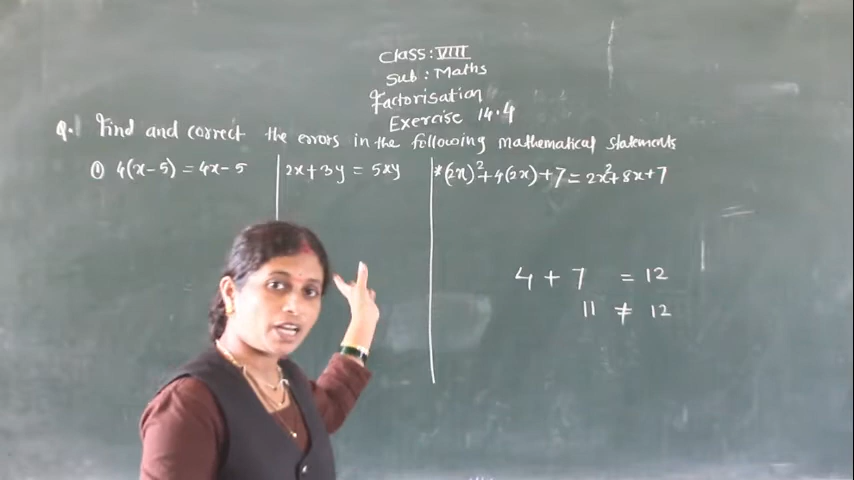 Class: VIII
Sub: Maths
Factorisation
Exercise 14.4
Q.1 Find and correct the errors in the following mathematical statements
① 4(x-5) = 4x-5
2x+3y = 5xy
*(2x)²+4(2x)+7 = 2x²+8x+7
4 + 7 = 12
11 ≠ 12